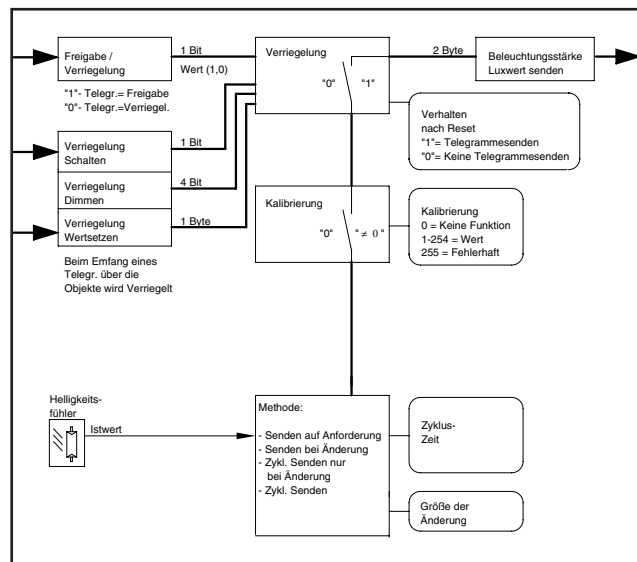 Freigabe /
Verriegelung
1 Bit
Wert (1,0)
"1"- Telegr.= Freigabe
"0"- Telegr.=Verriegel.
Verriegelung
"0" "1"
2 Byte
Beleuchtungsstärke
Luxwert senden
Verhalten
nach Reset
"1"= Telegrammesenden
"0"= Keine Telegrammesenden
Verriegelung
Schalten
1 Bit
Verriegelung
Dimmen
4 Bit
Verriegelung
Wertsetzen
1 Byte
Beim Emfang eines
Telegr. über die
Objekte wird Verriegelt
Kalibrierung
"0" "≠ 0"
Kalibrierung
0 = Keine Funktion
1-254 = Wert
255 = Fehlerhaft
Helligkeits-
fühler
Istwert
Methode:
- Senden auf Anforderung
- Senden bei Änderung
- Zykl. Senden nur
bei Änderung
- Zykl. Senden
Zyklus-
Zeit
Größe der
Änderung